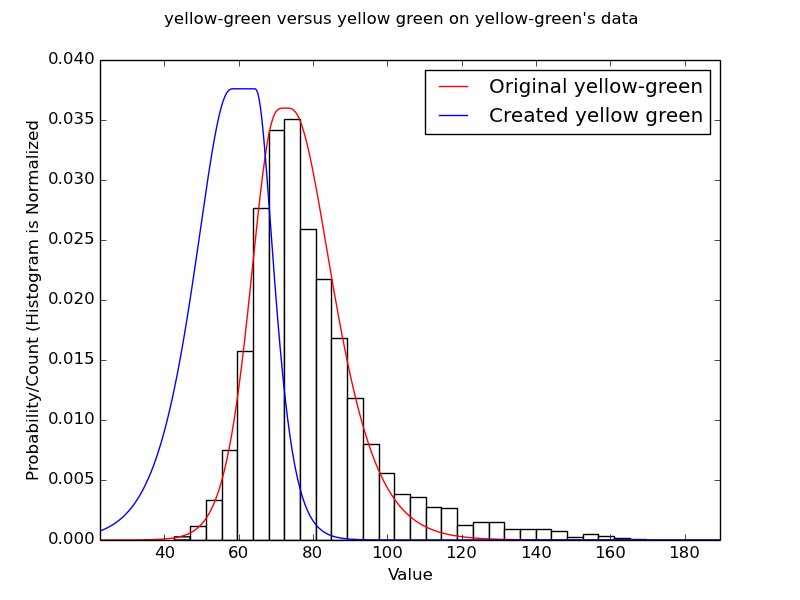 yellow-green versus yellow green on yellow-green's data
0.040
0.035
0.030
0.025
0.020
0.015
0.010
0.005
0.000
Probability/Count (Histogram is Normalized
Original yellow-green
Created yellow green
40 60 80 100 120 140 160 180
Value